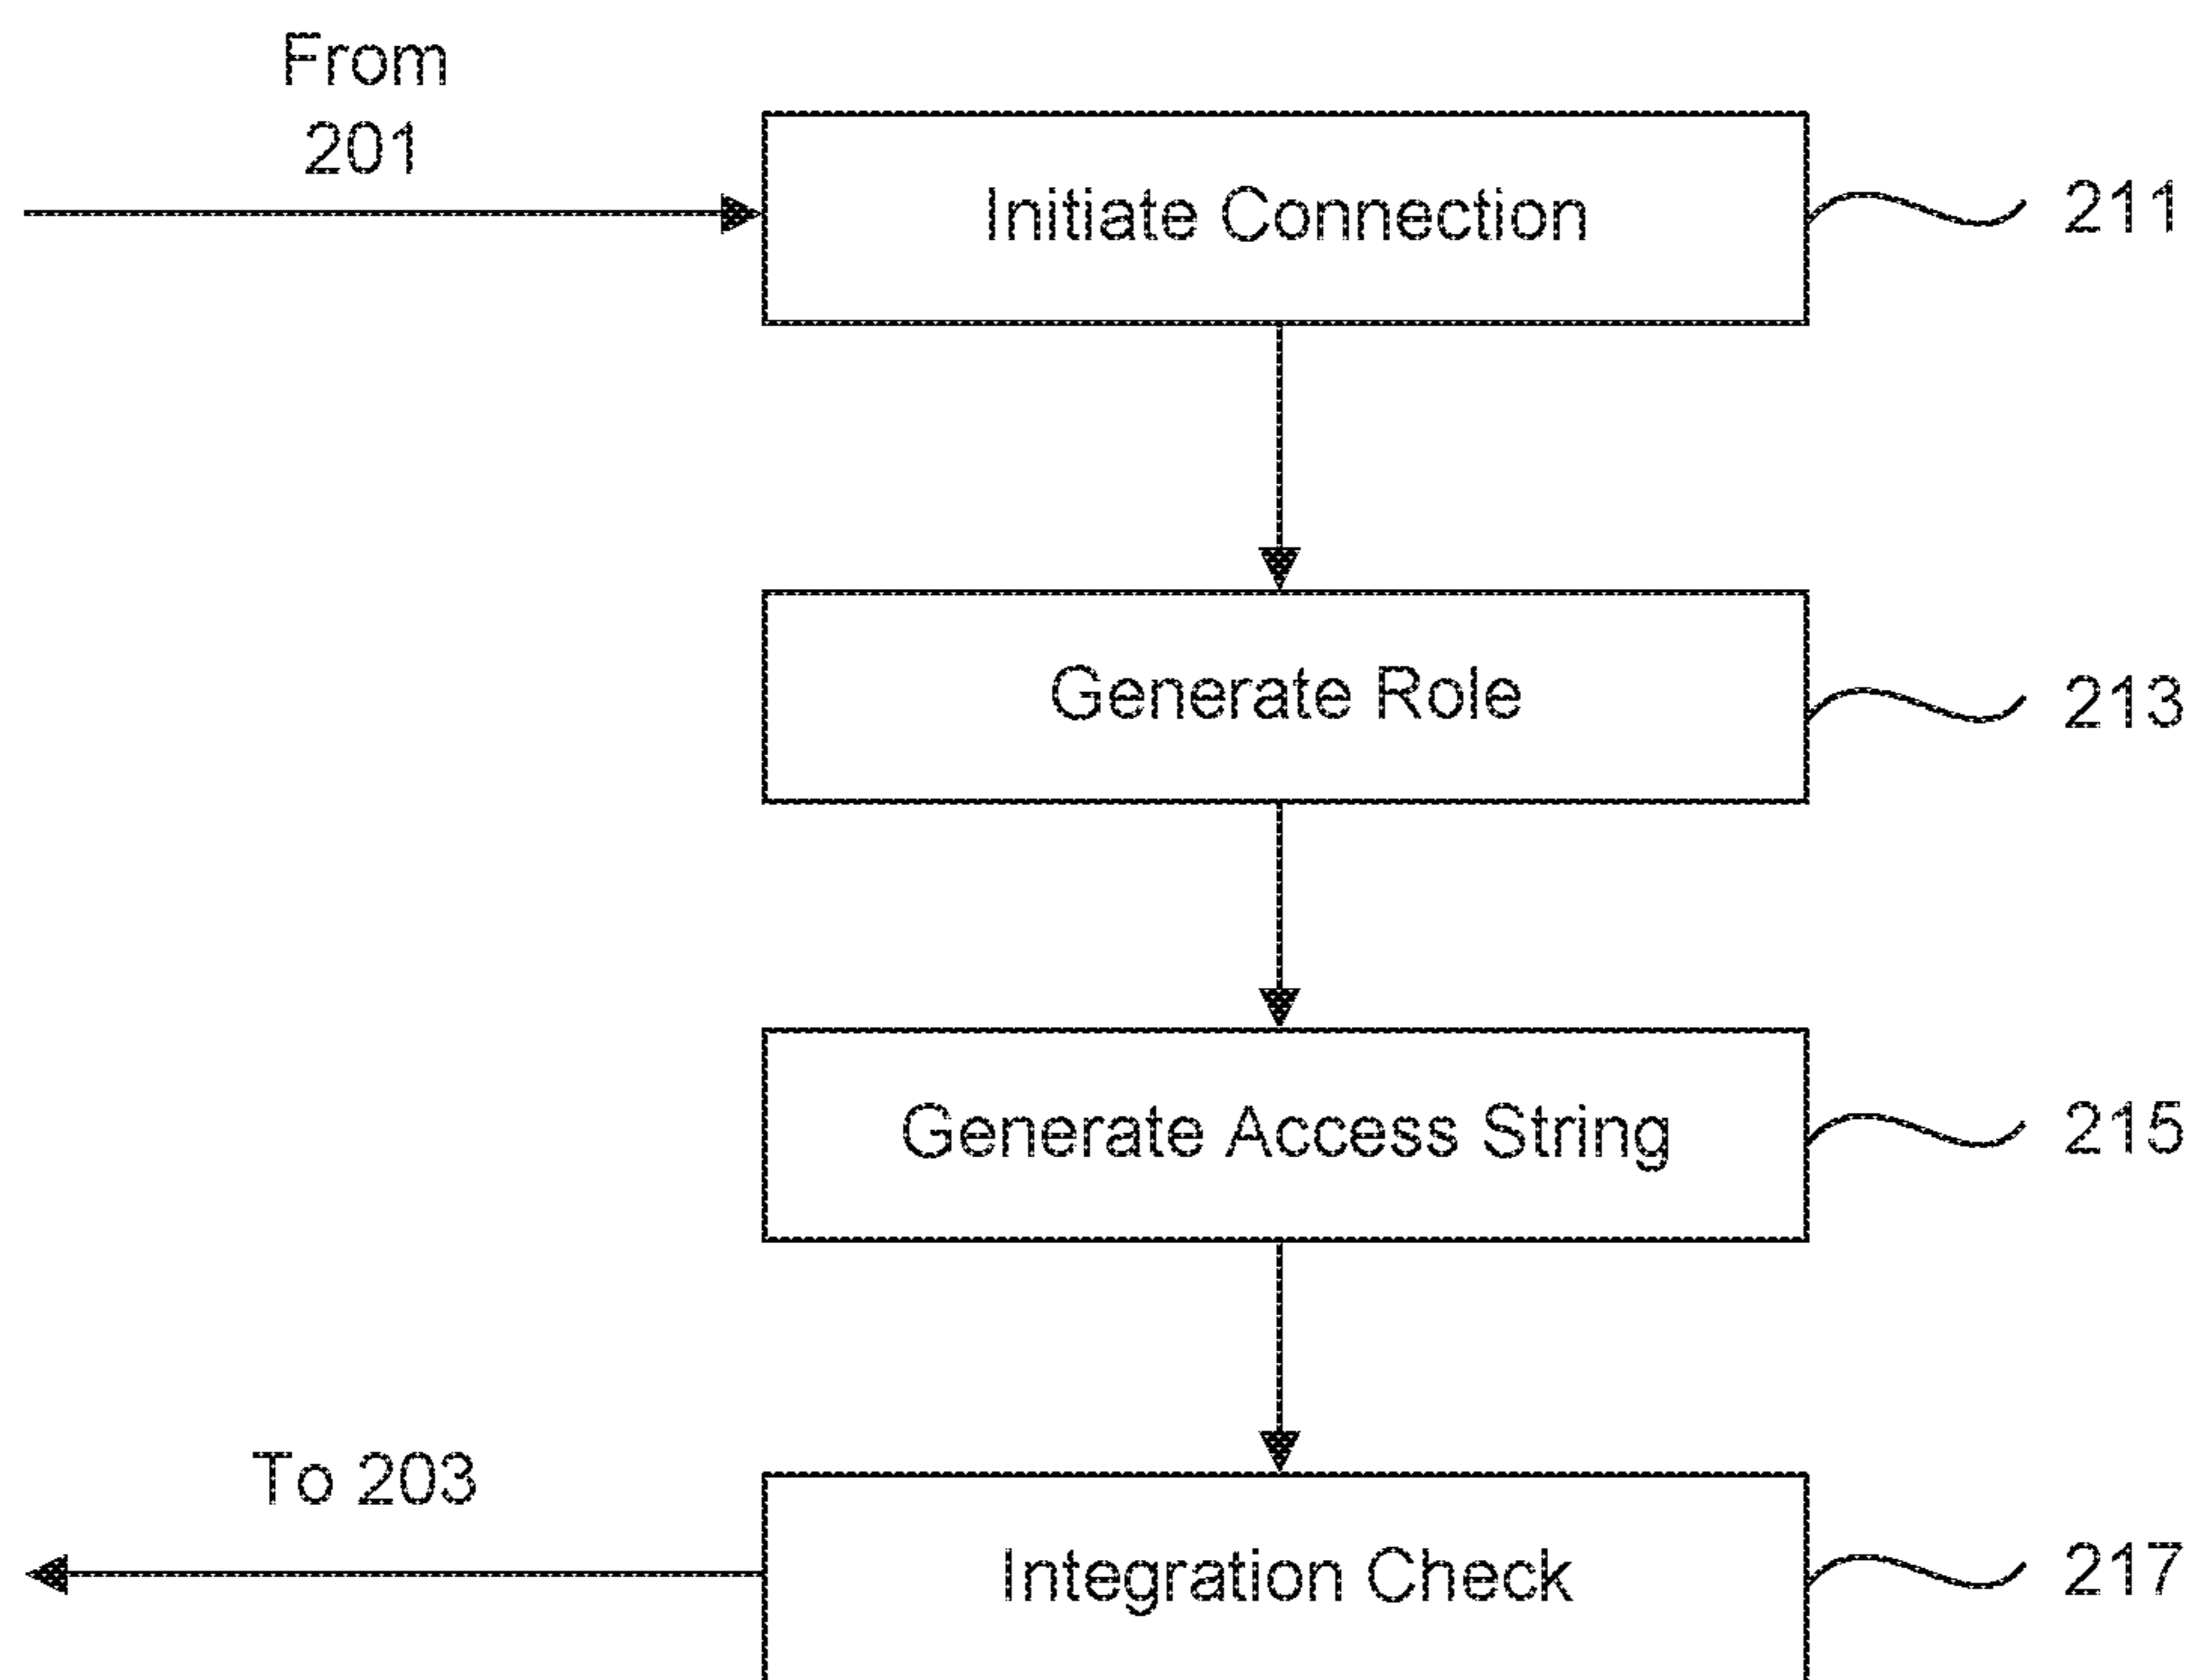 From
201
Initiate Connection
211
Generate Role
213
Generate Access String
215
To 203
Integration Check
217